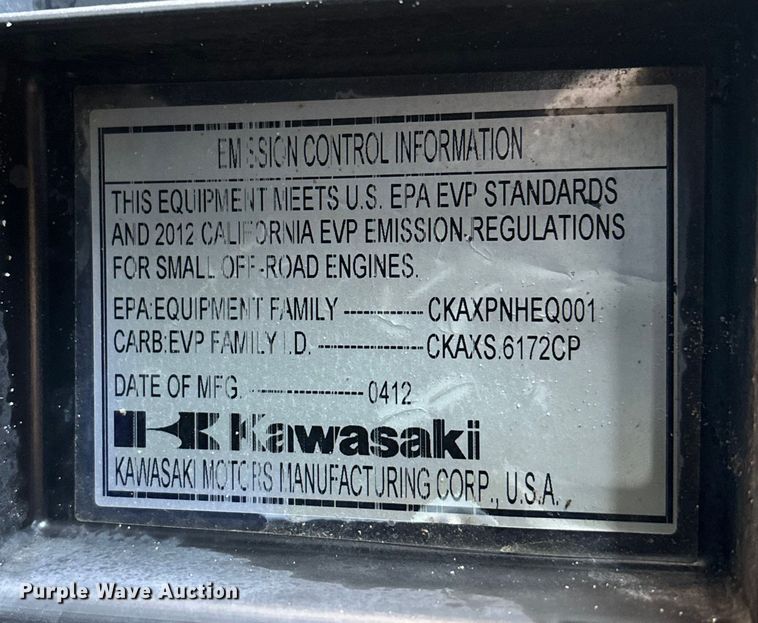 EMISSION CONTROL INFORMATION
THIS EQUIPMENT MEETS U.S. EPA EVP STANDARDS
AND 2012 CALIFORNIA EVP EMISSION REGULATIONS
FOR SMALL OFF-ROAD ENGINES.
EPA:EQUIPMENT FAMILY ------------- CKAXPNHEQ001
CARB:EVP FAMILY I.D. ----------------- CKAXS.6172CP
DATE OF MFG. ------------------ 0412
Kawasaki
KAWASAKI MOTORS MANUFACTURING CORP., U.S.A.
Purple Wave Auction